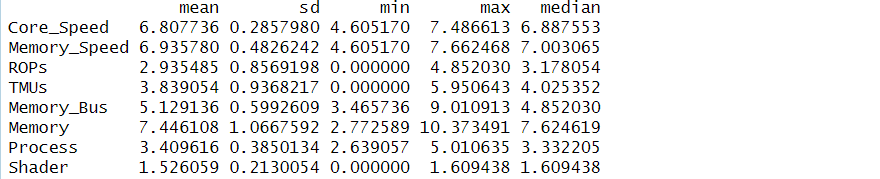 mean sd min max median
Core_Speed 6.807736 0.2857980 4.605170 7.486613 6.887553
Memory_Speed 6.935780 0.4826242 4.605170 7.662468 7.003065
ROPs 2.935485 0.8569198 0.000000 4.852030 3.178054
TMUs 3.839054 0.9368217 0.000000 5.950643 4.025352
Memory_Bus 5.129136 0.5992609 3.465736 9.010913 4.852030
Memory 7.446108 1.0667592 2.772589 10.373491 7.624619
Process 3.409616 0.3850134 2.639057 5.010635 3.332205
Shader 1.526059 0.2130054 0.000000 1.609438 1.609438